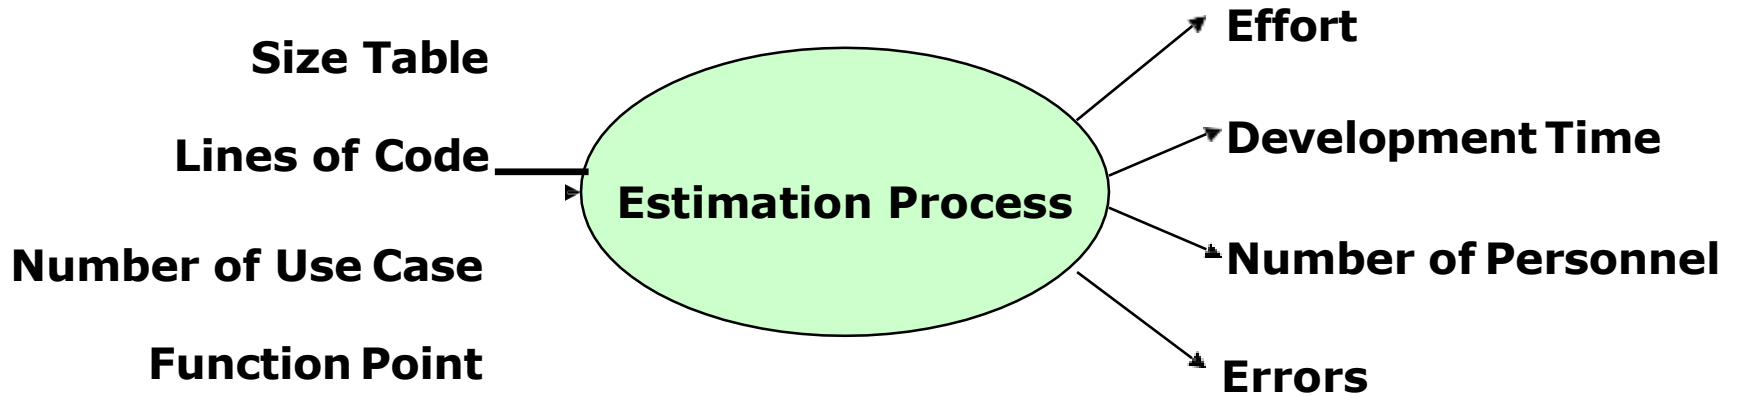 Size Table
Lines of Code
Number of Use Case
Function Point
Estimation Process
Effort
Development Time
Number of Personnel
Errors